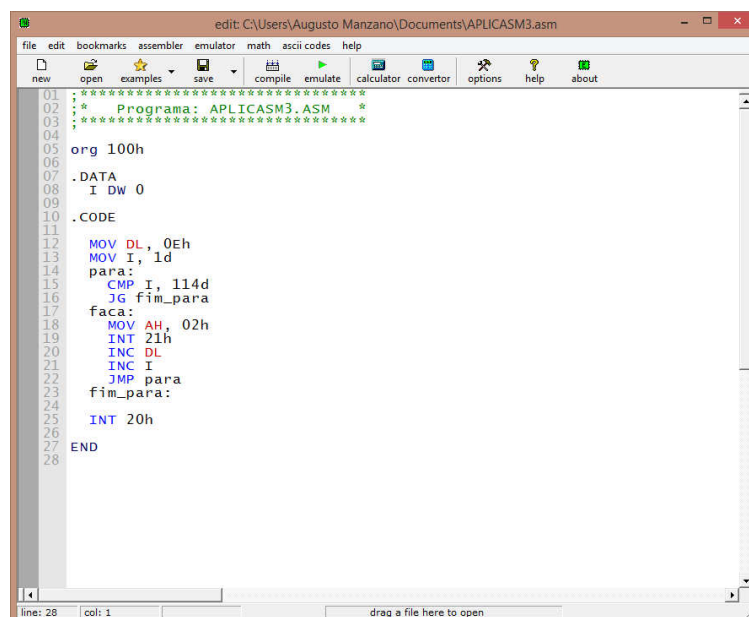 edit: C:\Users\Augusto Manzano\Documents\APLICASM3.asm
file edit bookmarks assembler emulator math ascii codes help
new open examples save compile emulate calculator convertor options help about
01 ;********************************
02 ;*   Programa: APLICASM3.ASM   *
03 ;********************************
04
05 org 100h
06
07 .DATA
08   I DW 0
09
10 .CODE
11
12   MOV DL, 0Eh
13   MOV I, 1d
14   para:
15     CMP I, 114d
16     JG fim_para
17   faca:
18     MOV AH, 02h
19     INT 21h
20     INC DL
21     INC I
22     JMP para
23   fim_para:
24
25   INT 20h
26
27 END
28
line: 28 col: 1 drag a file here to open